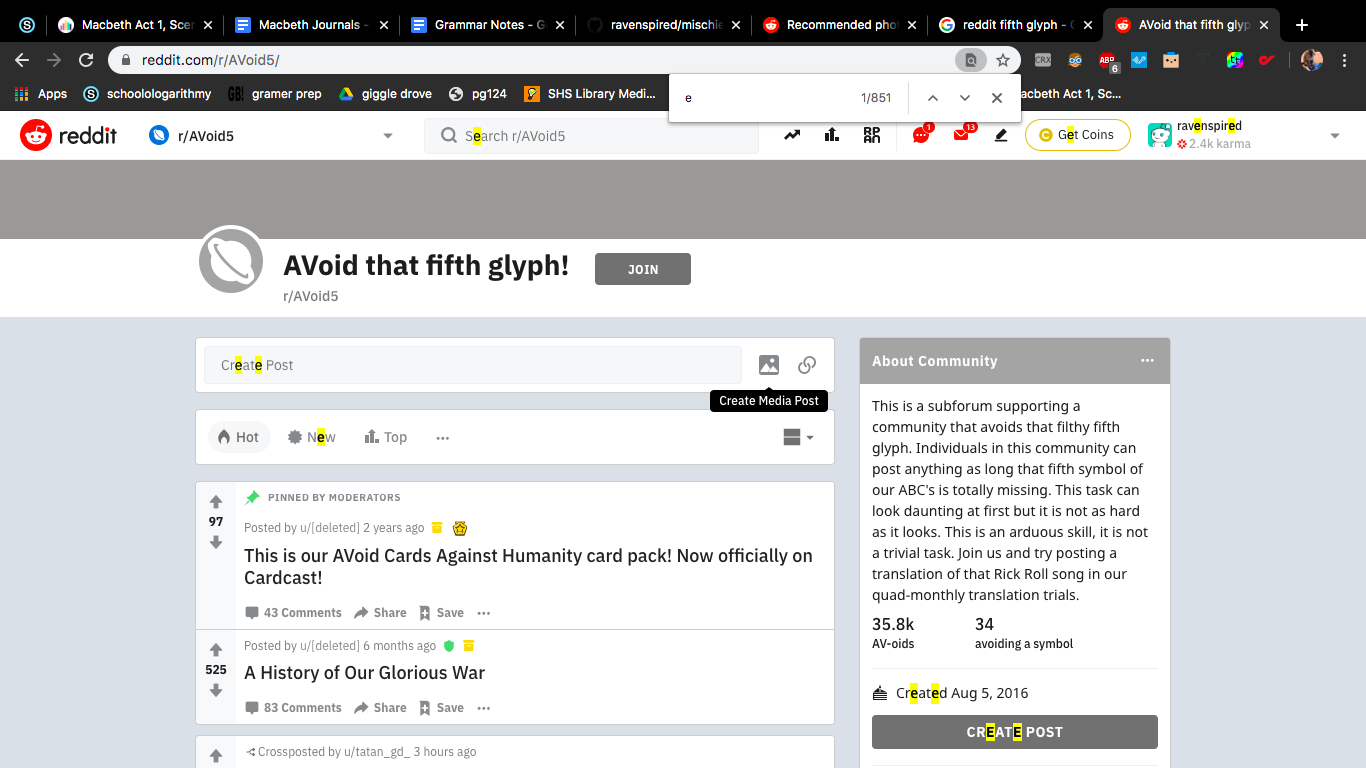 Macbeth Act 1, Scen
Macbeth Journals -
Grammar Notes - G
ravenspired/mischie
Recommended pho
reddit fifth glyph - G
AVoid that fifth glyp
reddit.com/r/AVoid5/
CRX
ABP
6
Apps
schoolologarithmy
GB!
gramer prep
giggle drove
pg124
SHS Library Medi...
acbeth Act 1, Sc...
e
1/851
reddit
r/AVoid5
Search r/AVoid5
RP
AN
1
13
C
Get Coins
ravenspired
2.4k karma
AVoid that fifth glyph!
JOIN
r/AVoid5
Create Post
Create Media Post
Hot
New
Top
PINNED BY MODERATORS
97
Posted by u/[deleted] 2 years ago
This is our AVoid Cards Against Humanity card pack! Now officially on
Cardcast!
43 Comments
Share
Save
Posted by u/[deleted] 6 months ago
525
A History of Our Glorious War
83 Comments
Share
Save
Crossposted by u/tatan_gd_ 3 hours ago
About Community
This is a subforum supporting a
community that avoids that filthy fifth
glyph. Individuals in this community can
post anything as long that fifth symbol of
our ABC's is totally missing. This task can
look daunting at first but it is not as hard
as it looks. This is an arduous skill, it is not
a trivial task. Join us and try posting a
translation of that Rick Roll song in our
quad-monthly translation trials.
35.8k
34
AV-oids
avoiding a symbol
Created Aug 5, 2016
CREATE POST